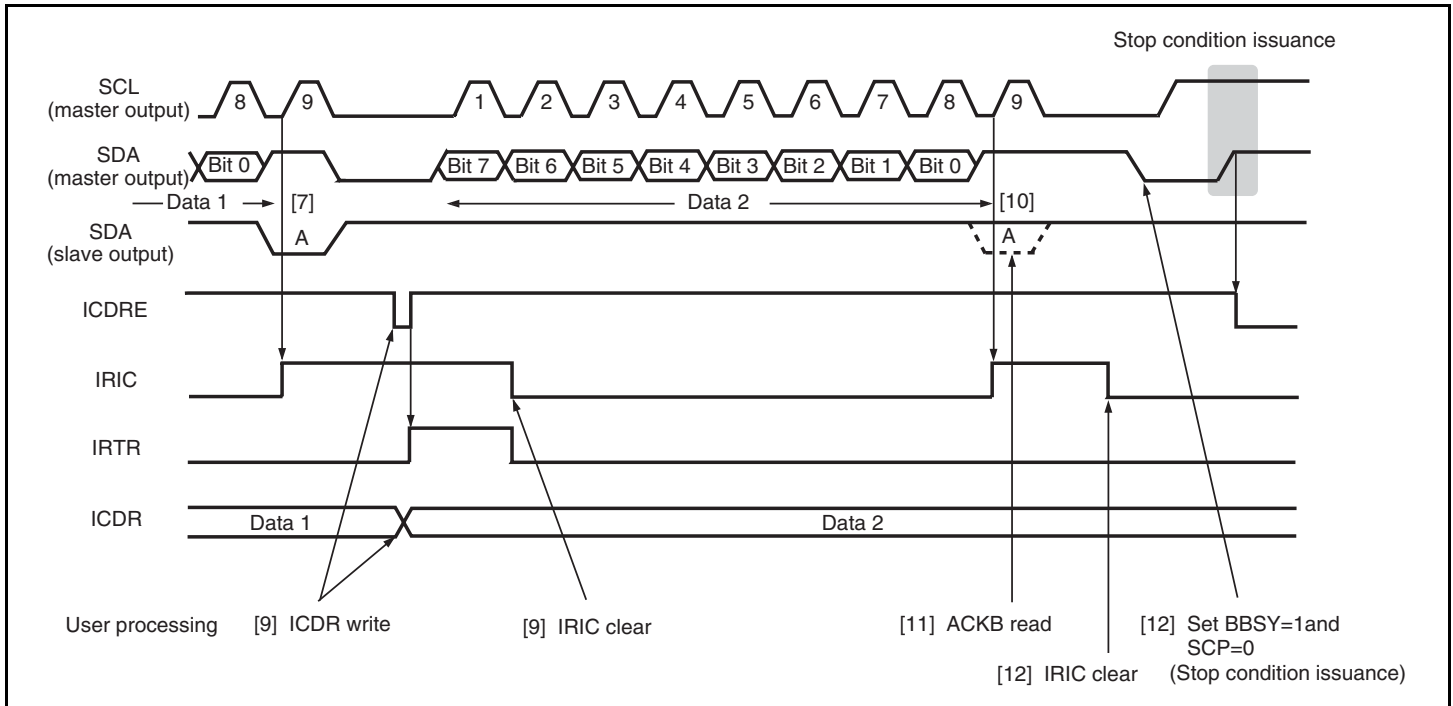 Stop condition issuance
SCL
(master output)
8 9 1 2 3 4 5 6 7 8 9
SDA
(master output)
Bit 0 Bit 7 Bit 6 Bit 5 Bit 4 Bit 3 Bit 2 Bit 1 Bit 0
Data 1 [7] Data 2 [10]
SDA
(slave output)
A A
ICDRE
IRIC
IRTR
ICDR
Data 1 Data 2
User processing [9] ICDR write [9] IRIC clear [11] ACKB read [12] Set BBSY=1and
SCP=0
[12] IRIC clear (Stop condition issuance)